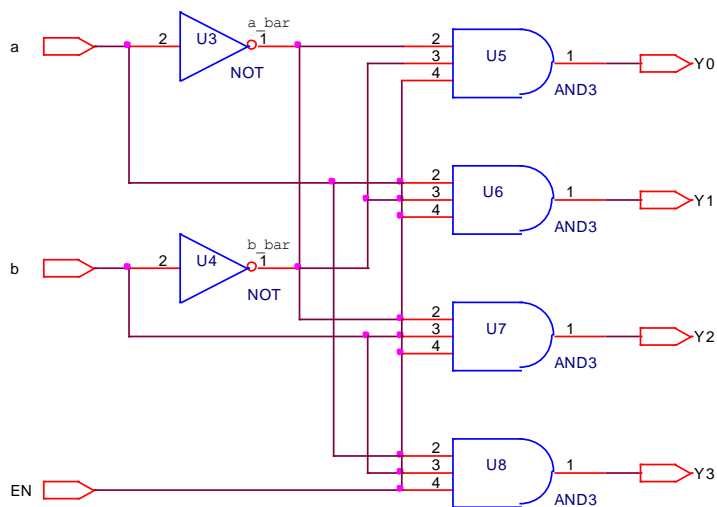 a_bar
a 2 U3 1 2 U5 1 Y0
3
4
NOT AND3
2 U6 1 Y1
3
4
AND3
b_bar
b 2 U4 1
NOT
2 U7 1 Y2
3
4
AND3
2 U8 1 Y3
3
EN 4
AND3